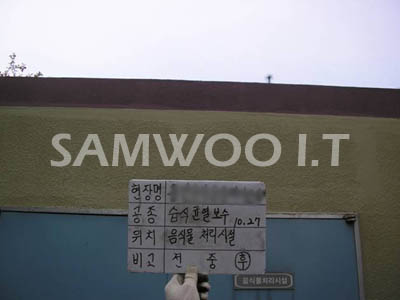 SAMWOO I.T
현장명
공종 습식균열보수 10.27
위치 음식물 처리시설
비고 전 중 후
음식물처리시설